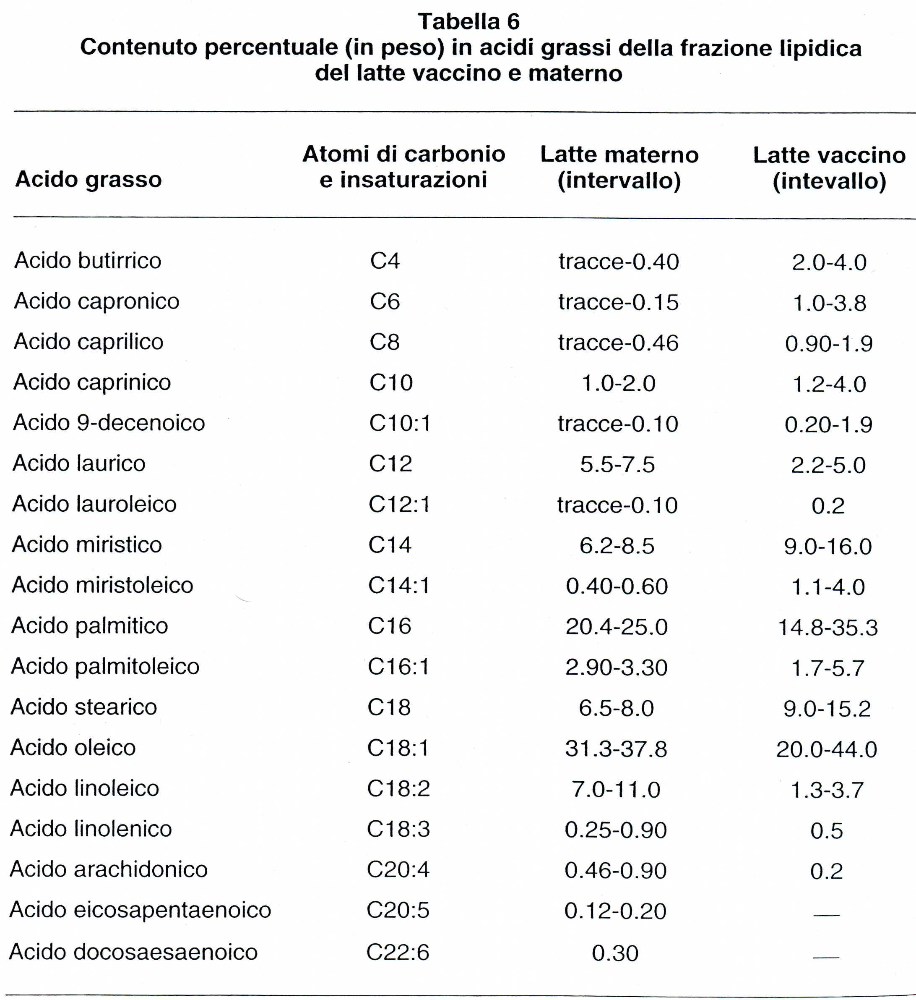 Tabella 6
Contenuto percentuale (in peso) in acidi grassi della frazione lipidica
del latte vaccino e materno
Acido grasso Atomi di carbonio e insaturazioni Latte materno (intervallo) Latte vaccino (intevallo)
Acido butirrico C4 tracce-0.40 2.0-4.0
Acido capronico C6 tracce-0.15 1.0-3.8
Acido caprilico C8 tracce-0.46 0.90-1.9
Acido caprinico C10 1.0-2.0 1.2-4.0
Acido 9-decenoico C10:1 tracce-0.10 0.20-1.9
Acido laurico C12 5.5-7.5 2.2-5.0
Acido lauroleico C12:1 tracce-0.10 0.2
Acido miristico C14 6.2-8.5 9.0-16.0
Acido miristoleico C14:1 0.40-0.60 1.1-4.0
Acido palmitico C16 20.4-25.0 14.8-35.3
Acido palmitoleico C16:1 2.90-3.30 1.7-5.7
Acido stearico C18 6.5-8.0 9.0-15.2
Acido oleico C18:1 31.3-37.8 20.0-44.0
Acido linoleico C18:2 7.0-11.0 1.3-3.7
Acido linolenico C18:3 0.25-0.90 0.5
Acido arachidonico C20:4 0.46-0.90 0.2
Acido eicosapentaenoico C20:5 0.12-0.20 —
Acido docosaesaenoico C22:6 0.30 —